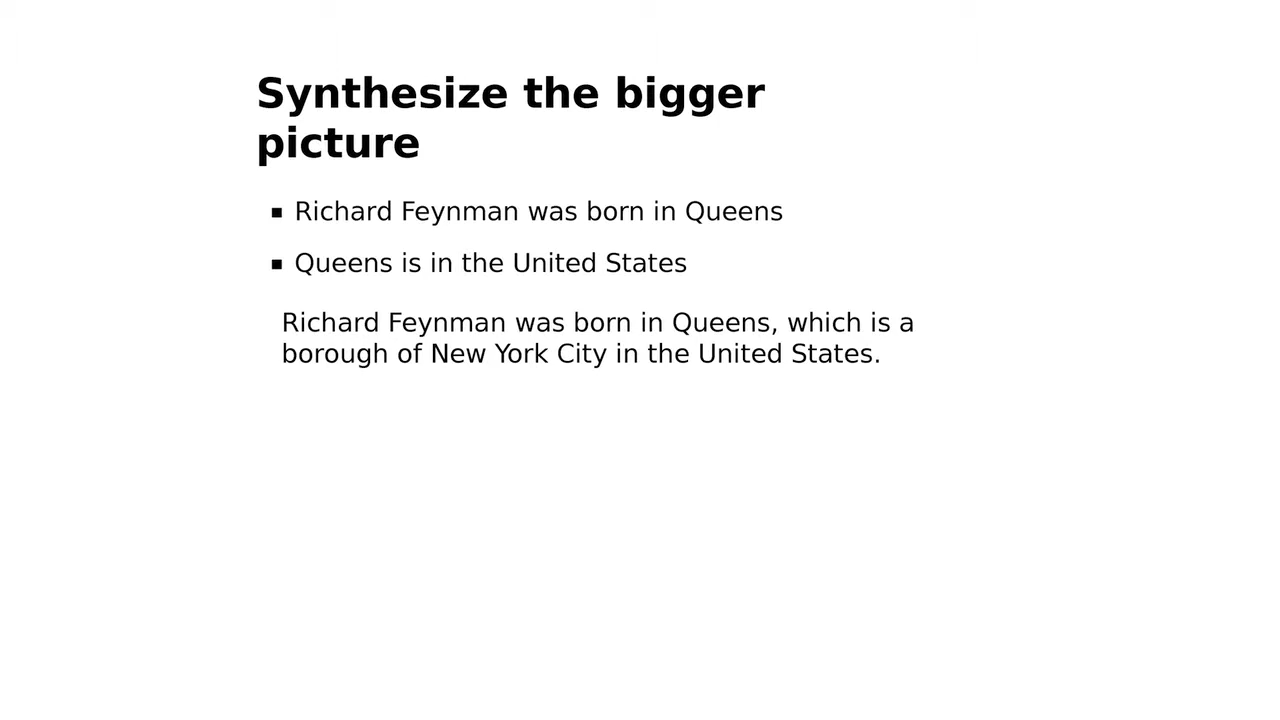 Synthesize the bigger
picture
▪ Richard Feynman was born in Queens
▪ Queens is in the United States
Richard Feynman was born in Queens, which is a
borough of New York City in the United States.